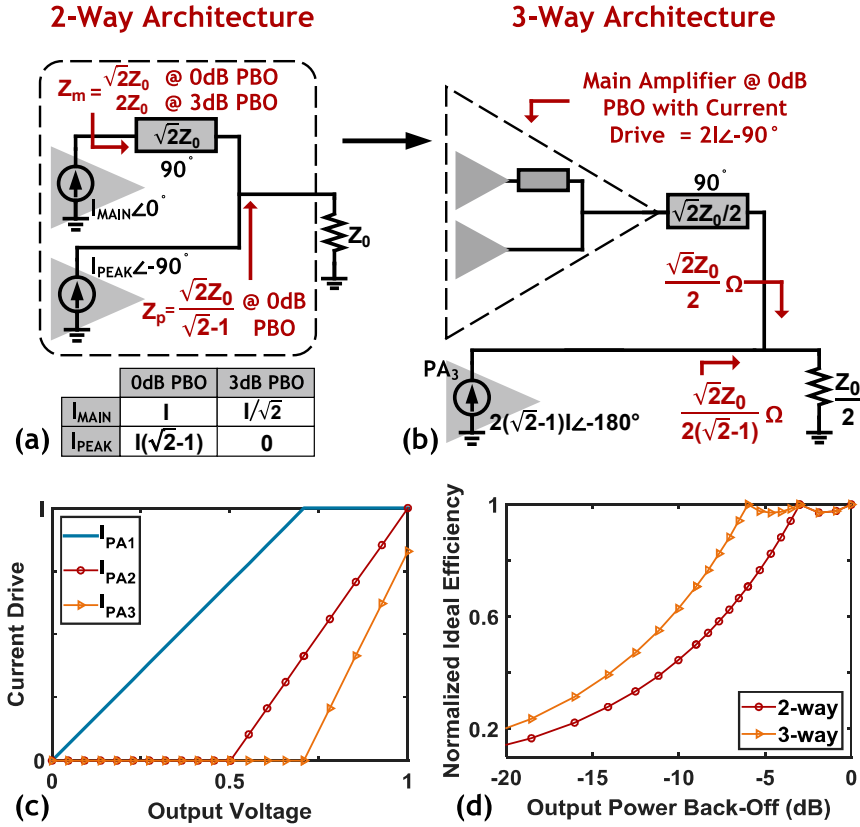 2-Way Architecture
3-Way Architecture
Zm= √2Z0 @ 0dB PBO
2Z0 @ 3dB PBO
√2Z0
90°
IMAIN∠0°
IPEAK∠-90°
Zp= √2Z0 / √2-1 @ 0dB
PBO
Z0
0dB PBO 3dB PBO
IMAIN I I/√2
IPEAK I(√2-1) 0
(a)
Main Amplifier @ 0dB
PBO with Current
Drive = 2I∠-90°
90°
√2Z0/2
√2Z0 / 2 Ω
PA3
2(√2-1)I∠-180°
√2Z0 / 2(√2-1) Ω
Z0 / 2
(b)
I
0
Current Drive
IPA1
IPA2
IPA3
0 0.5 1
Output Voltage
(c)
1
0.6
0.2
Normalized Ideal Efficiency
2-way
3-way
-20 -15 -10 -5 0
Output Power Back-Off (dB)
(d)